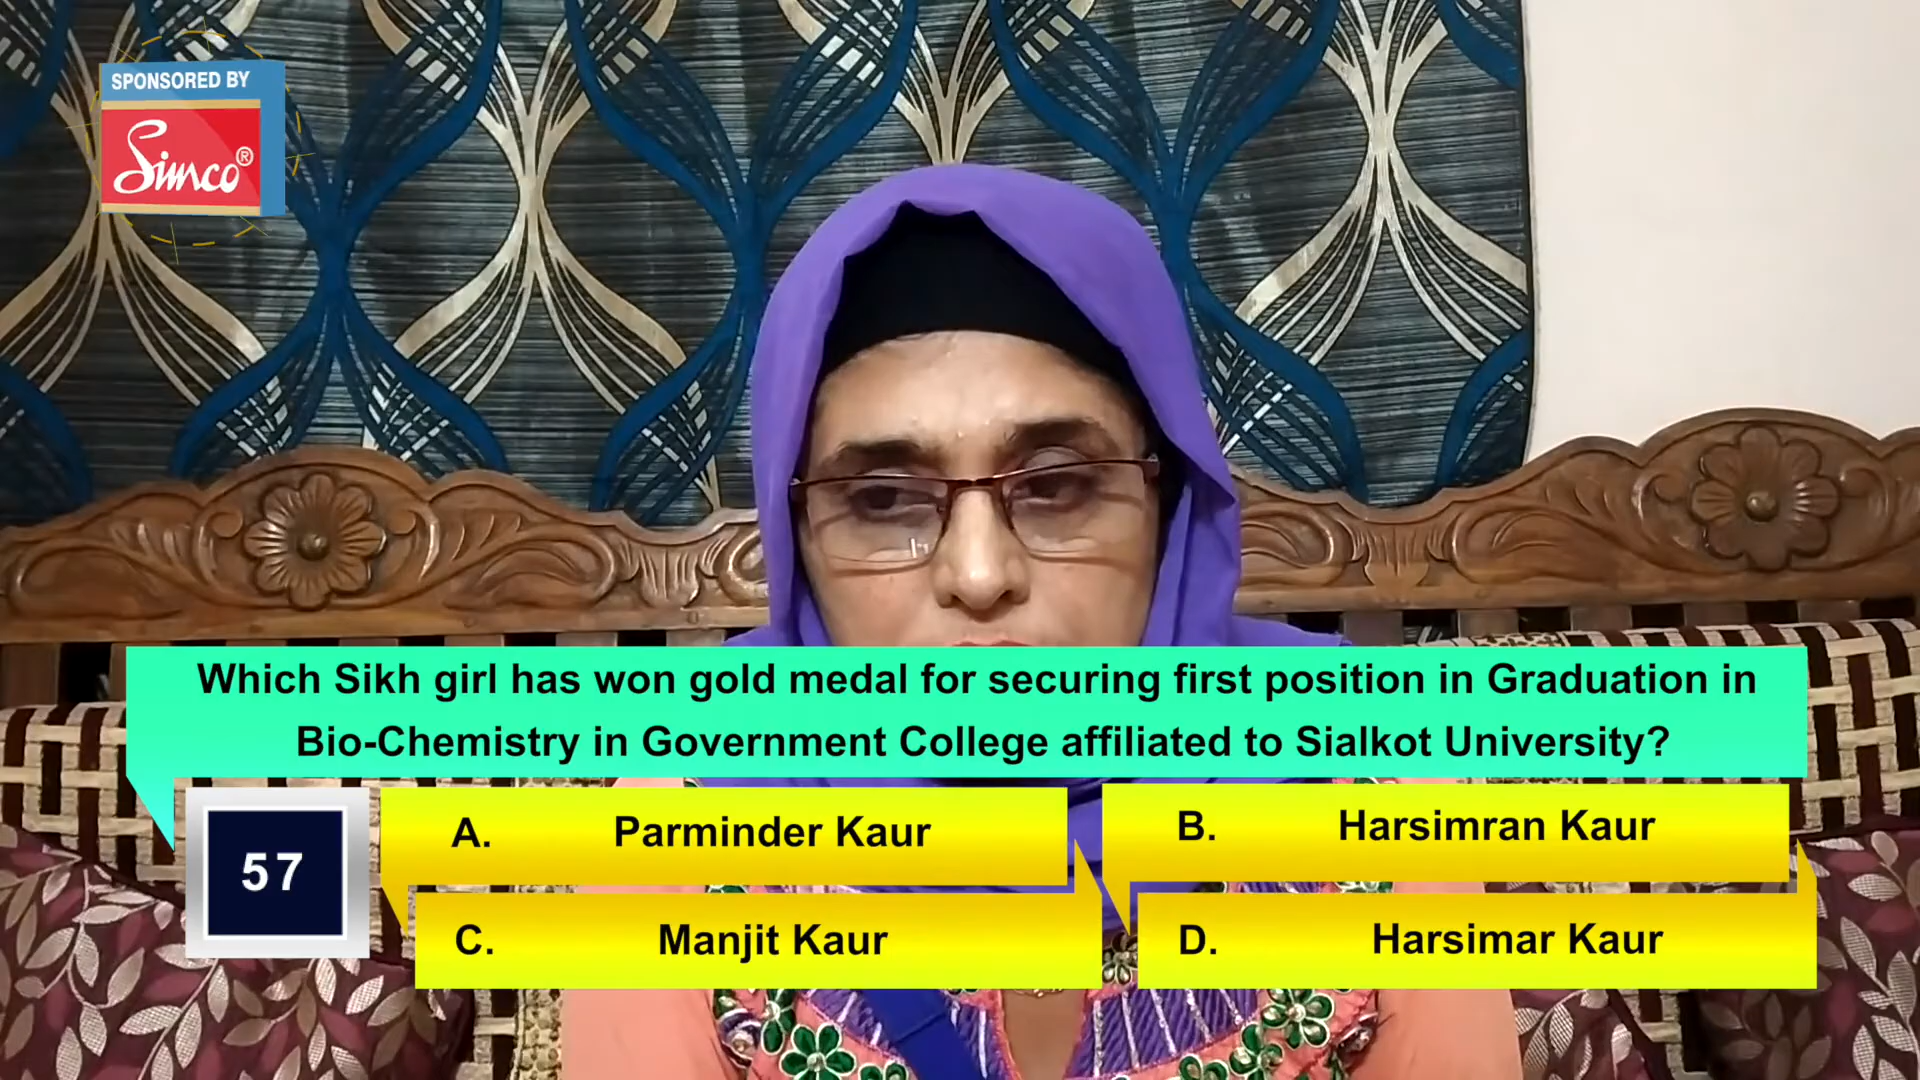 SPONSORED BY
Simco®
Which Sikh girl has won gold medal for securing first position in Graduation in
Bio-Chemistry in Government College affiliated to Sialkot University?
57
A. Parminder Kaur
B. Harsimran Kaur
C. Manjit Kaur
D. Harsimar Kaur